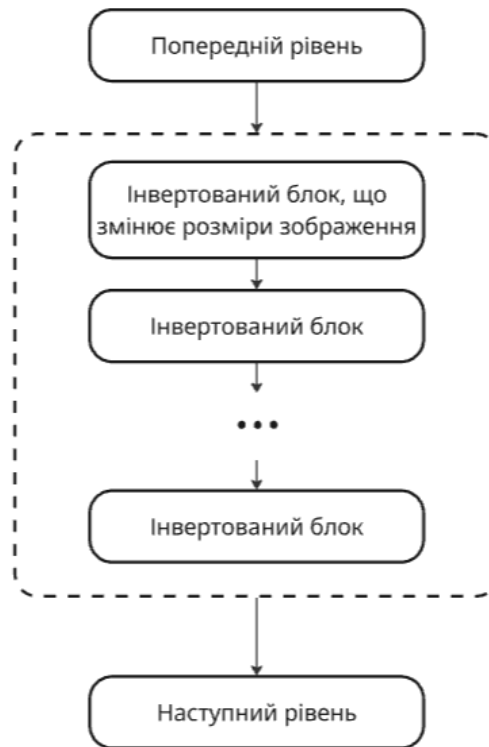 Попередній рівень
Інвертований блок, що
змінює розміри зображення
Інвертований блок
...
Інвертований блок
Наступний рівень